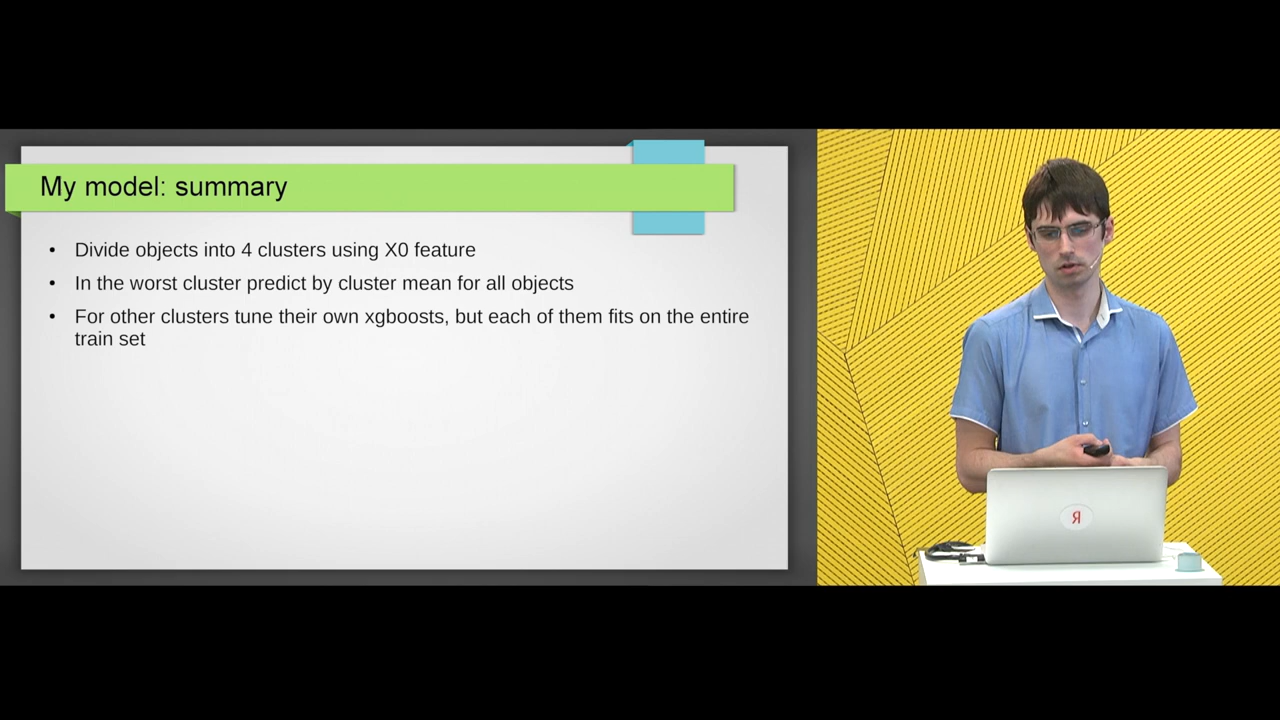 My model: summary
• Divide objects into 4 clusters using X0 feature
• In the worst cluster predict by cluster mean for all objects
• For other clusters tune their own xgboosts, but each of them fits on the entire
train set
Я